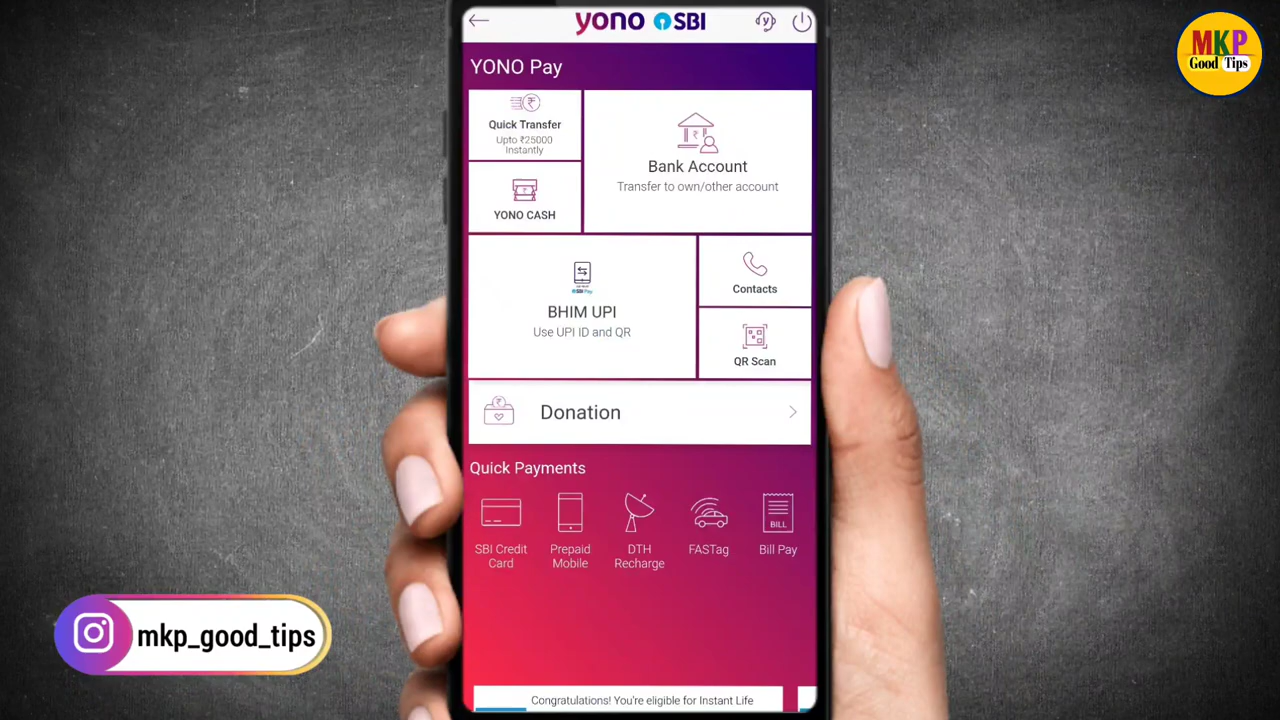 yono SBI
YONO Pay
Quick Transfer
Upto ₹25000
Instantly
YONO CASH
Bank Account
Transfer to own/other account
BHIM UPI
Use UPI ID and QR
Contacts
QR Scan
Donation
Quick Payments
BILL
SBI Credit
Card
Prepaid
Mobile
DTH
Recharge
FASTag
Bill Pay
Congratulations! You're eligible for Instant Life
MKP
Good Tips
mkp_good_tips